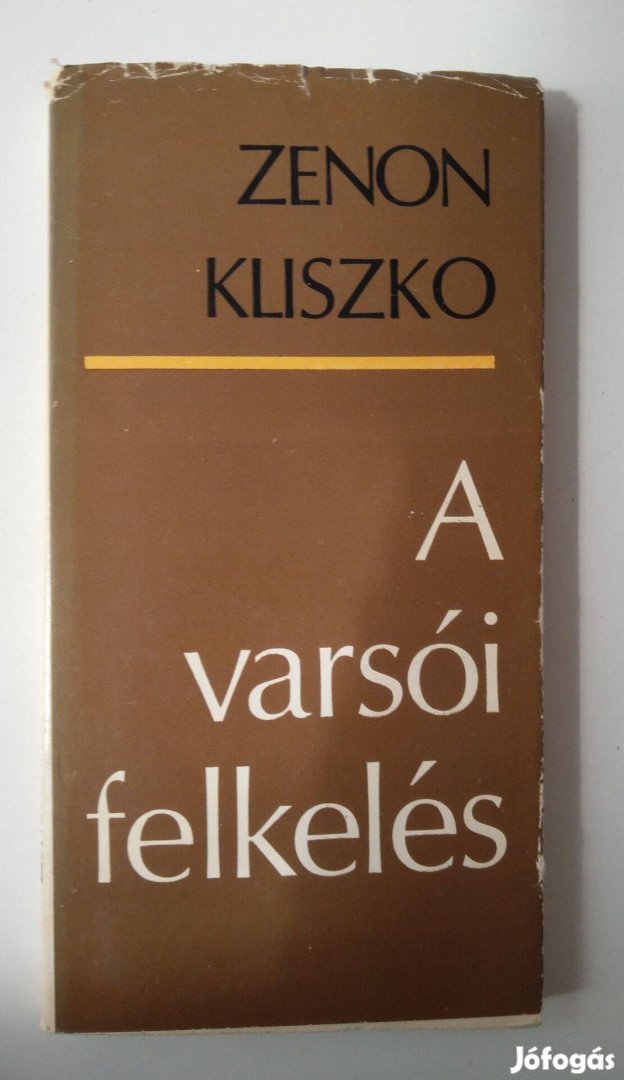 ZENON
KLISZKO
A
varsói
felkelés
Jófogás